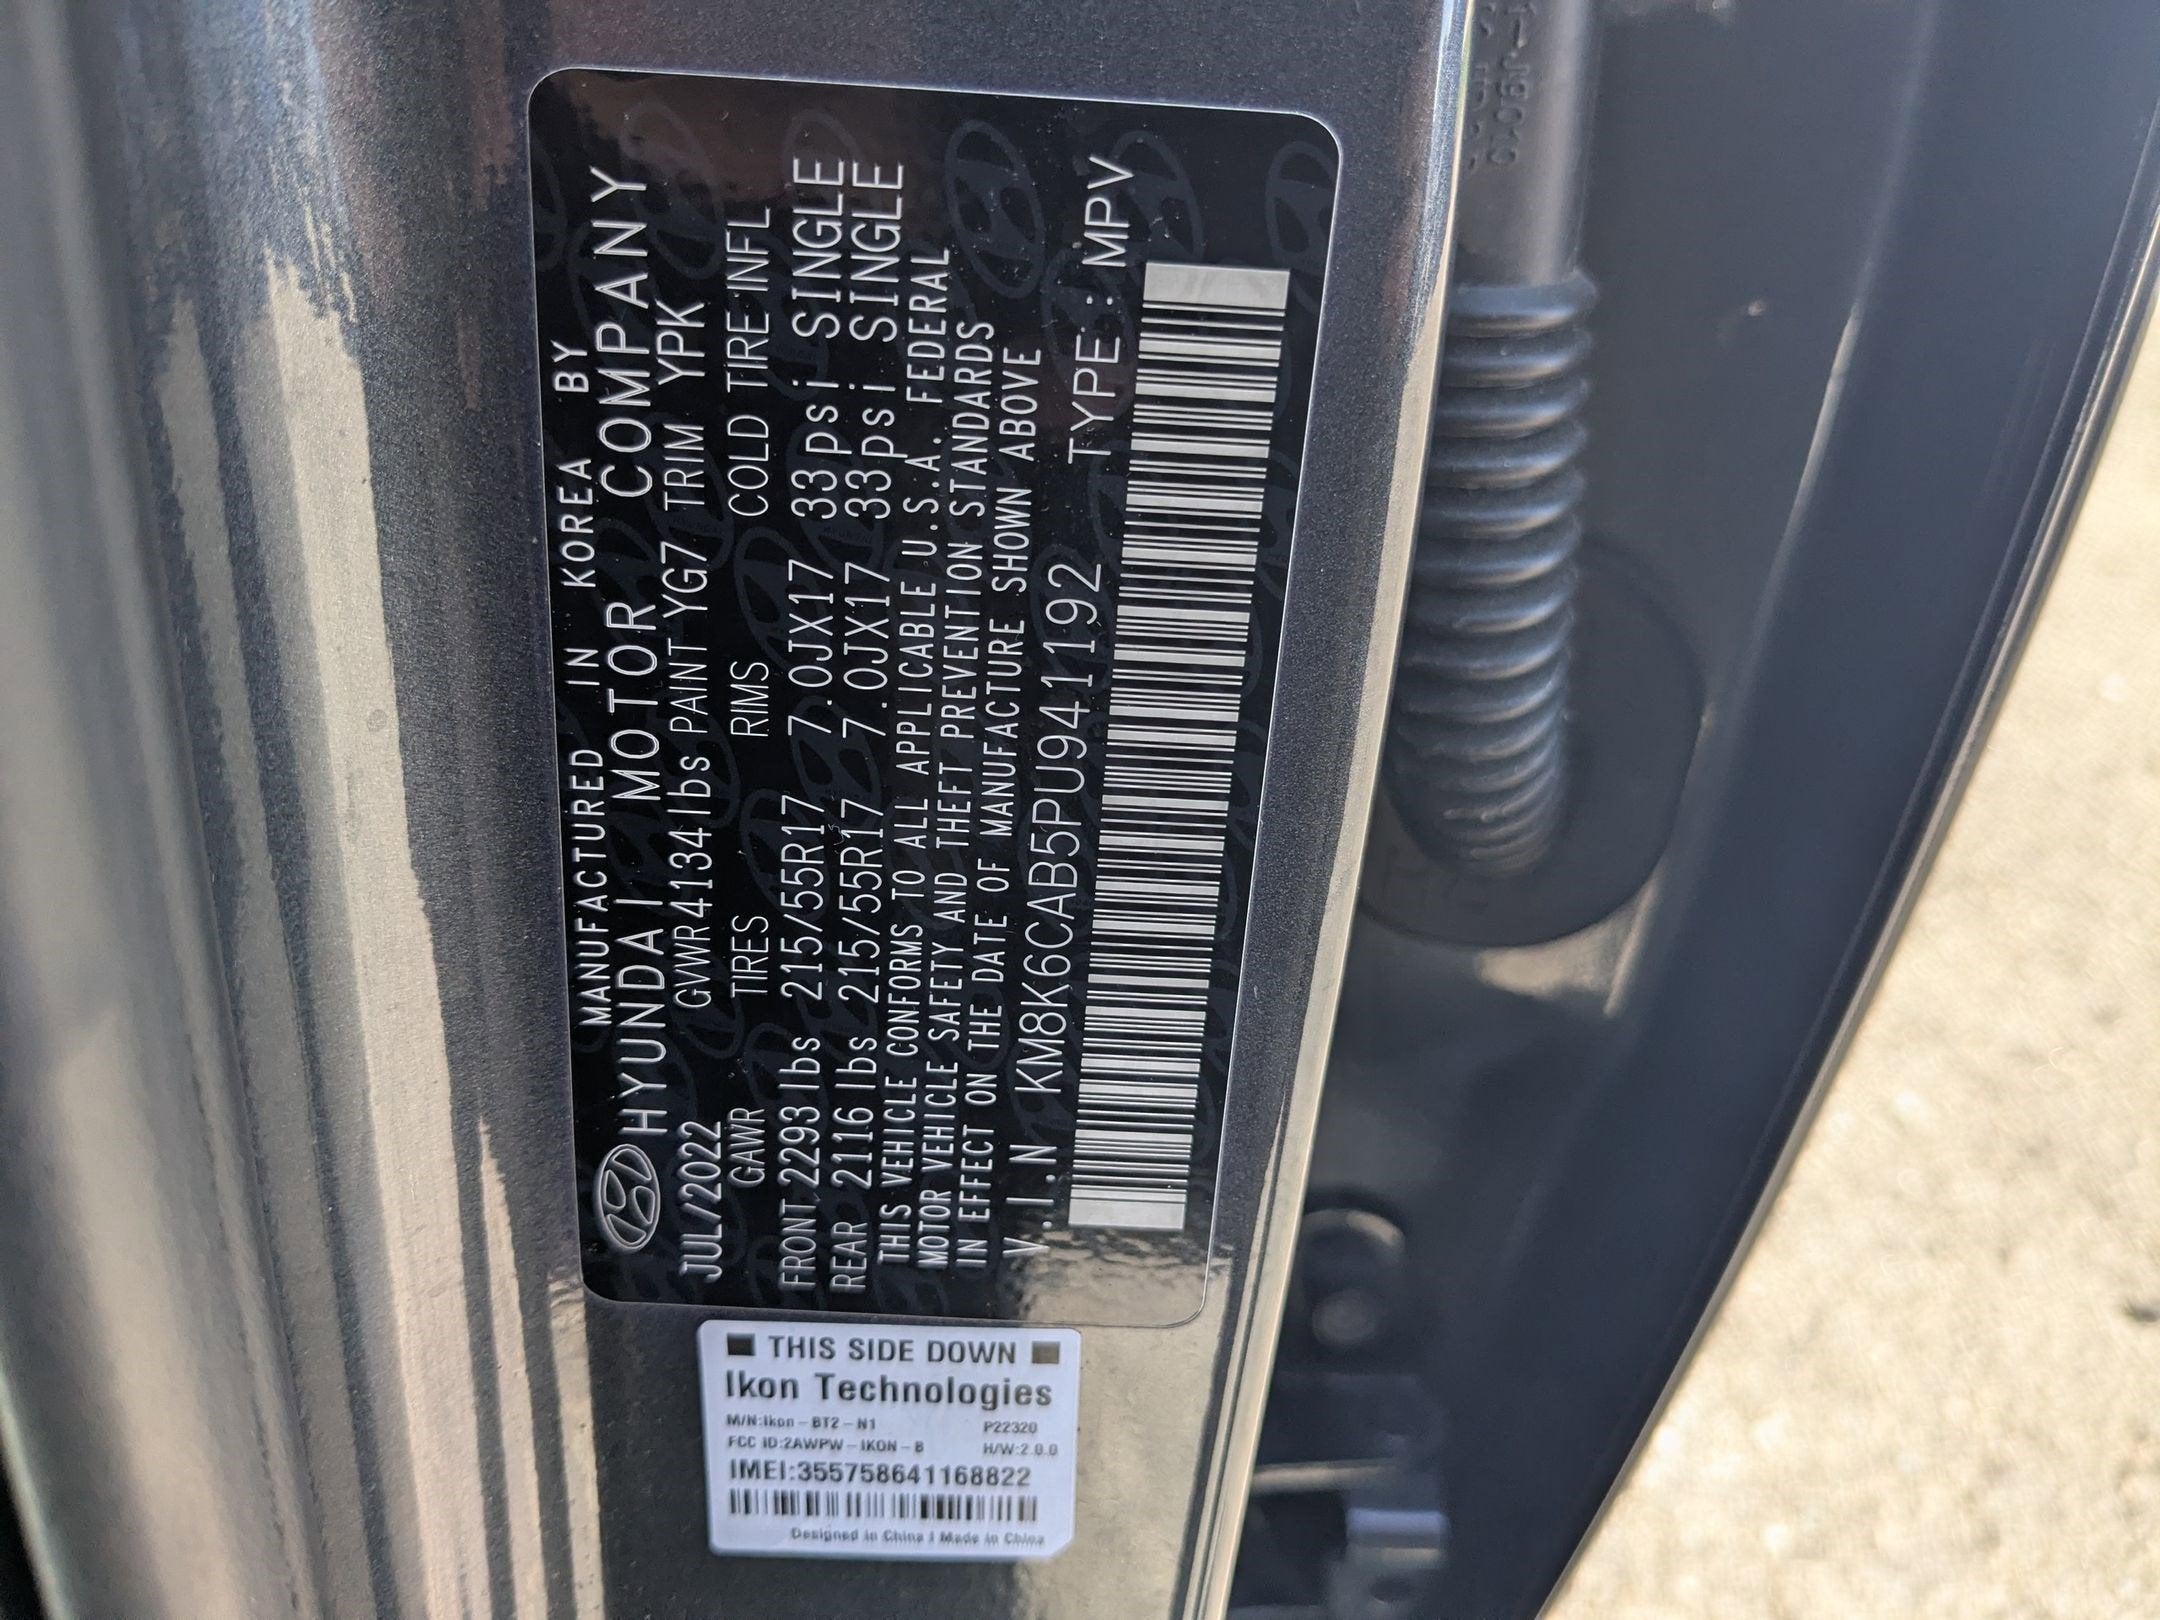 MANUFACTURED IN KOREA BY
HYUNDAI MOTOR COMPANY
JUL/2022 GVWR 4134 lbs PAINT YG7 TRIM YPK
GAWR TIRES RIMS COLD TIRE INFL
FRONT 2293 lbs 215/55R17 7.0JX17 33psi SINGLE
REAR 2116 lbs 215/55R17 7.0JX17 33psi SINGLE
THIS VEHICLE CONFORMS TO ALL APPLICABLE U.S.A. FEDERAL
MOTOR VEHICLE SAFETY AND THEFT PREVENTION STANDARDS
IN EFFECT ON THE DATE OF MANUFACTURE SHOWN ABOVE
V.I.N KM8K6CAB5PU941192 TYPE : MPV
THIS SIDE DOWN
Ikon Technologies
M/N:Ikon-BT2-N1 P22320
FCC ID:2AWPW-IKON-B H/W:2.0.0
IMEI:355758641168822
Designed in China | Made in China